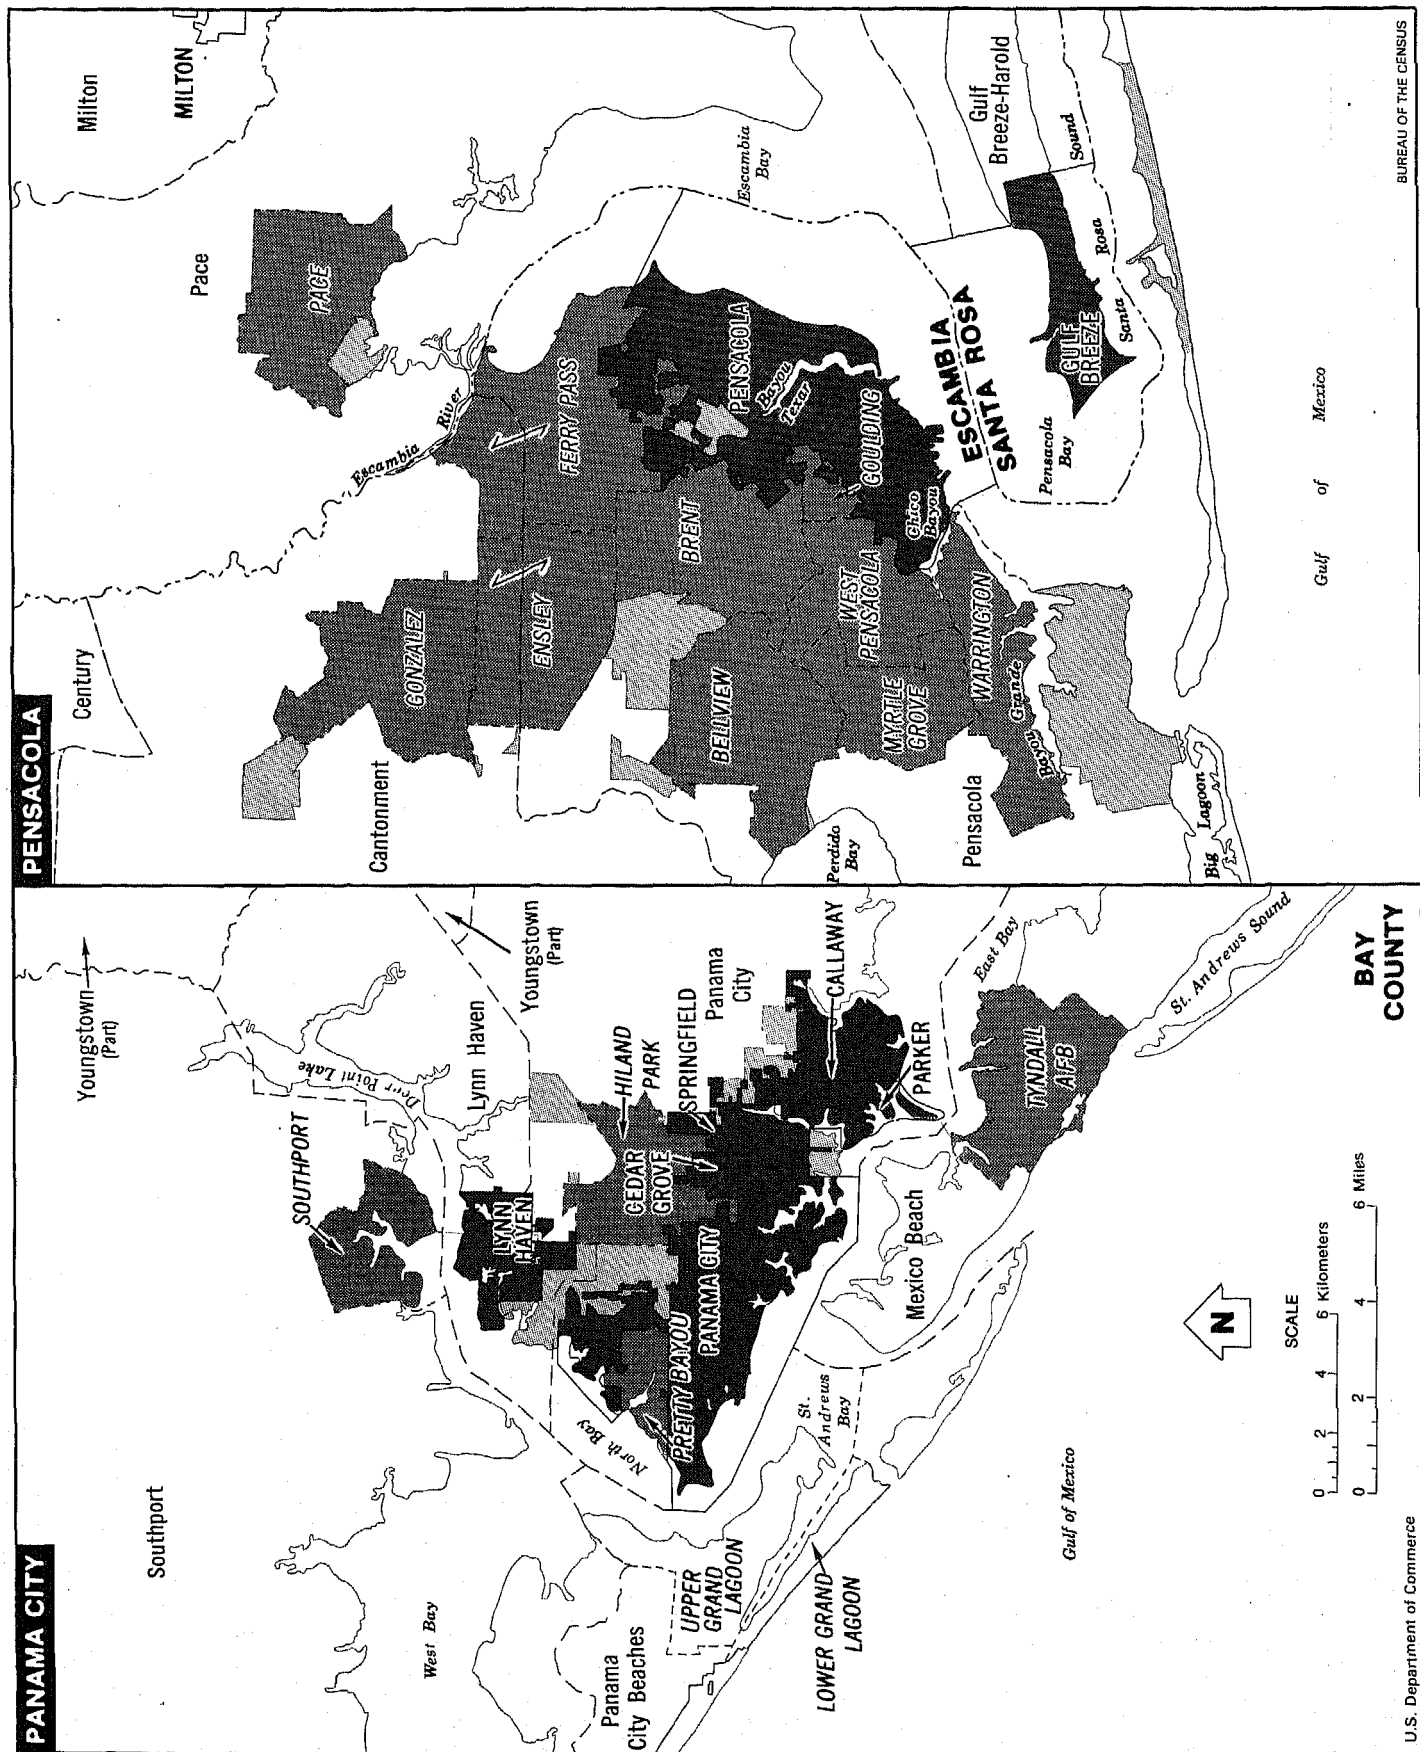 PANAMA CITY
Youngstown
(Part)
Southport
Deer Point Lake
SOUTHPORT
Youngstown
(Part)
Lynn Haven
West Bay
LYNN
HAVEN
North Bay
HILAND
PARK
CEDAR
GROVE
SPRINGFIELD
Panama
City
Panama
City Beaches
UPPER
GRAND
LAGOON
PRETTY BAYOU
PANAMA CITY
CALLAWAY
St.
Andrews
Bay
LOWER GRAND
LAGOON
PARKER
East Bay
Mexico Beach
TYNDALL
AFB
Gulf of Mexico
St. Andrews Sound
N
SCALE
0 2 4 6 Kilometers
0 2 4 6 Miles
BAY
COUNTY
U.S. Department of Commerce
PENSACOLA
Century
Milton
MILTON
Pace
PACE
Cantonment
GONZALEZ
Escambia
River
ENSLEY
FERRY PASS
Escambia
Bay
BELLVIEW
BRENT
PENSACOLA
Bayou
Texar
Perdido
Bay
MYRTLE
GROVE
WEST
PENSACOLA
GOULDING
Chico
Bayou
Pensacola
WARRINGTON
ESCAMBIA
SANTA ROSA
Gulf
Breeze-Harold
Bayou
Grande
Pensacola
Bay
GULF
BREEZE
Santa
Rosa
Sound
Big
Lagoon
Gulf of Mexico
BUREAU OF THE CENSUS